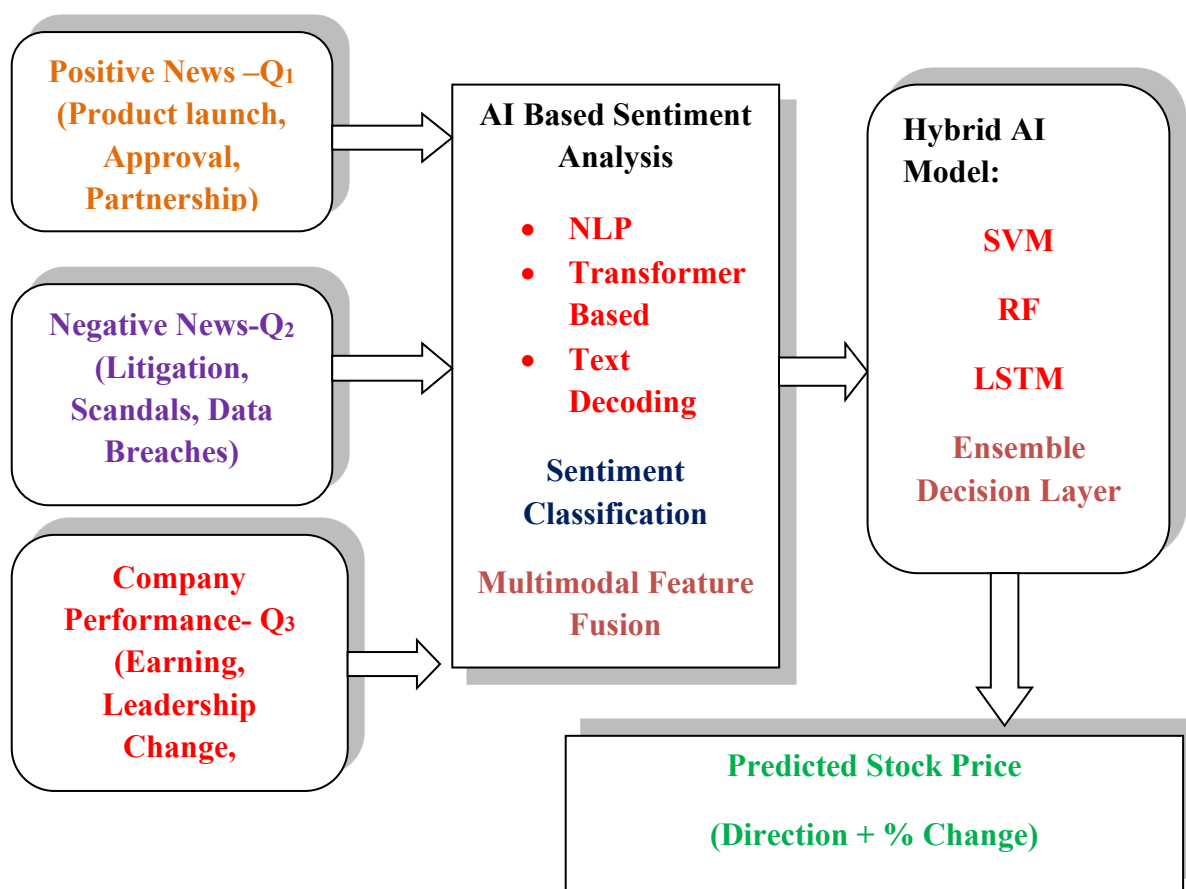 Positive News –Q₁
(Product launch,
Approval,
Partnership)
Negative News-Q₂
(Litigation,
Scandals, Data
Breaches)
Company
Performance- Q₃
(Earning,
Leadership
Change,
AI Based Sentiment
Analysis
• NLP
• Transformer
Based
• Text
Decoding
Sentiment
Classification
Multimodal Feature
Fusion
Hybrid AI
Model:
SVM
RF
LSTM
Ensemble
Decision Layer
Predicted Stock Price
(Direction + % Change)